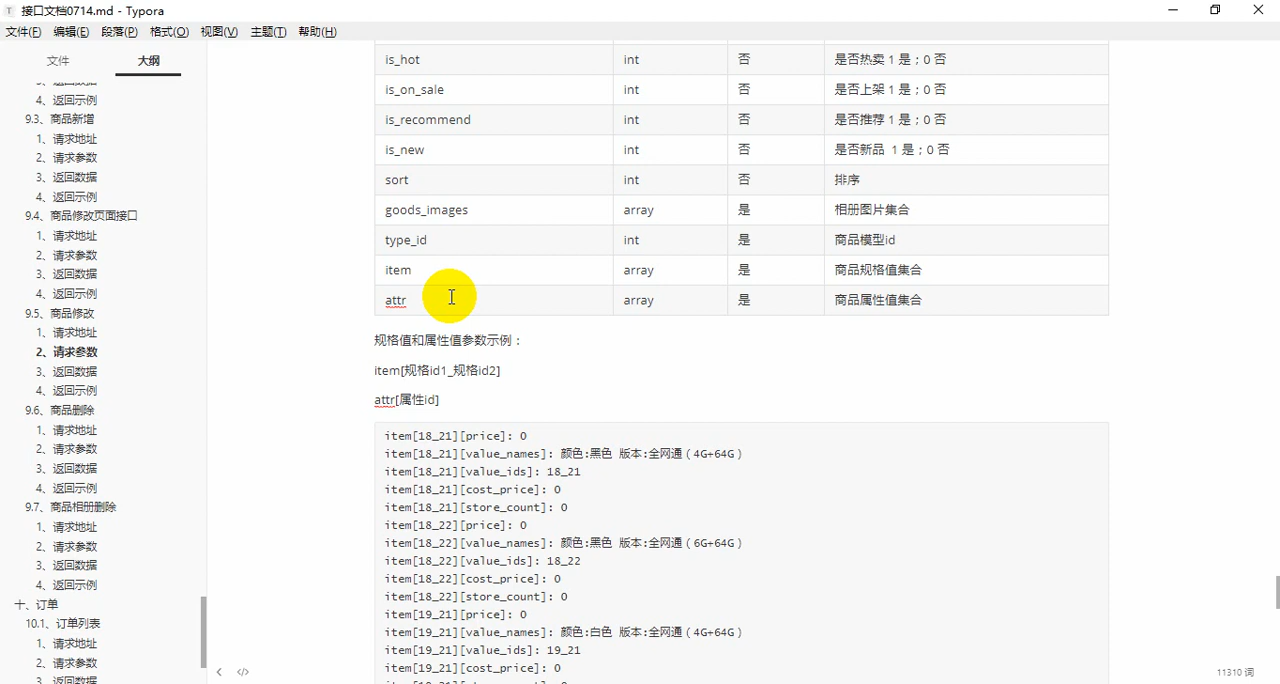 接口文档0714.md - Typora
文件(F) 编辑(E) 段落(P) 格式(O) 视图(V) 主题(T) 帮助(H)
文件 大纲
3、返回数据
4、返回示例
9.3、商品新增
1、请求地址
2、请求参数
3、返回数据
4、返回示例
9.4、商品修改页面接口
1、请求地址
2、请求参数
3、返回数据
4、返回示例
9.5、商品修改
1、请求地址
2、请求参数
3、返回数据
4、返回示例
9.6、商品删除
1、请求地址
2、请求参数
3、返回数据
4、返回示例
9.7、商品相册删除
1、请求地址
2、请求参数
3、返回数据
4、返回示例
十、订单
10.1、订单列表
1、请求地址
2、请求参数
3、返回数据
is_hot int 否 是否热卖 1 是；0 否
is_on_sale int 否 是否上架 1 是；0 否
is_recommend int 否 是否推荐 1 是；0 否
is_new int 否 是否新品 1 是；0 否
sort int 否 排序
goods_images array 是 相册图片集合
type_id int 是 商品模型id
item array 是 商品规格值集合
attr array 是 商品属性值集合
规格值和属性值参数示例：
item[规格id1_规格id2]
attr[属性id]
item[18_21][price]: 0
item[18_21][value_names]: 颜色:黑色 版本:全网通（4G+64G）
item[18_21][value_ids]: 18_21
item[18_21][cost_price]: 0
item[18_21][store_count]: 0
item[18_22][price]: 0
item[18_22][value_names]: 颜色:黑色 版本:全网通（6G+64G）
item[18_22][value_ids]: 18_22
item[18_22][cost_price]: 0
item[18_22][store_count]: 0
item[19_21][price]: 0
item[19_21][value_names]: 颜色:白色 版本:全网通（4G+64G）
item[19_21][value_ids]: 19_21
item[19_21][cost_price]: 0
11310 词